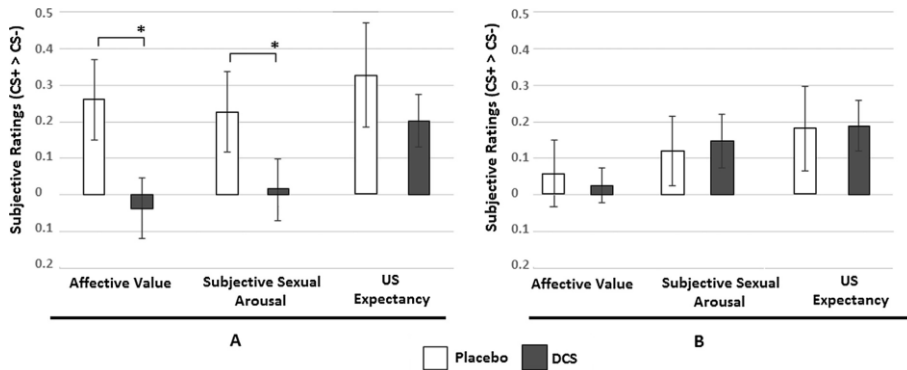 Subjective Ratings (CS+ > CS-)
0.5
0.4
0.3
0.2
0.1
0
0.1
0.2
*
*
Affective Value
Subjective Sexual
Arousal
US
Expectancy
A
Subjective Ratings (CS+ > CS-)
0.5
0.4
0.3
0.2
0.1
0
0.1
0.2
Affective Value
Subjective Sexual
Arousal
US
Expectancy
B
Placebo
DCS